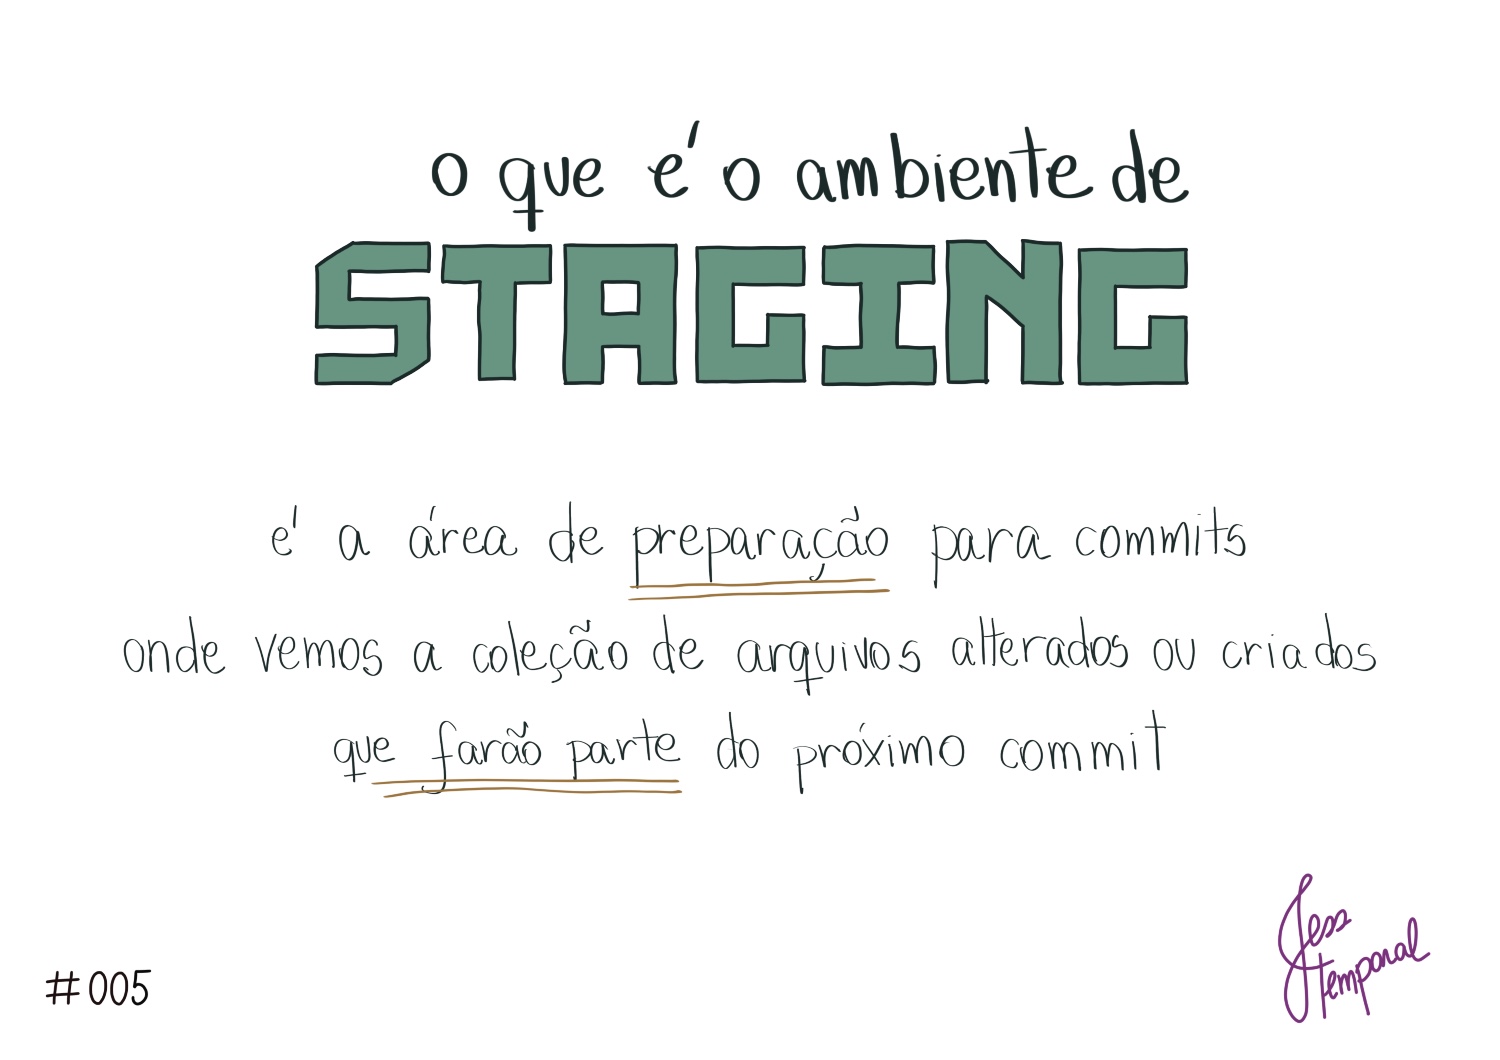 o que é o ambiente de
STAGING
é a área de preparação para commits
onde vemos a coleção de arquivos alterados ou criados
que farão parte do próximo commit
#005
Jess
temporal